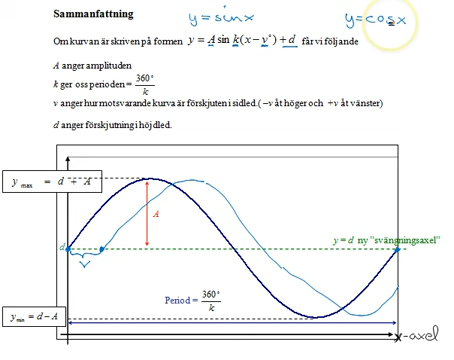 Sammanfattning y=sinx y=cosx
Om kurvan är skriven på formen y = A sin k(x − v°) + d får vi följande
A anger amplituden
k ger oss perioden = 360°/k
v anger hur motsvarande kurva är förskjuten i sidled.( −v åt höger och +v åt vänster)
d anger förskjutning i höjdled.
y max = d + A
A
d
y = d ny "svängningsaxel"
V
Period = 360°/k
y min = d − A
x-axel